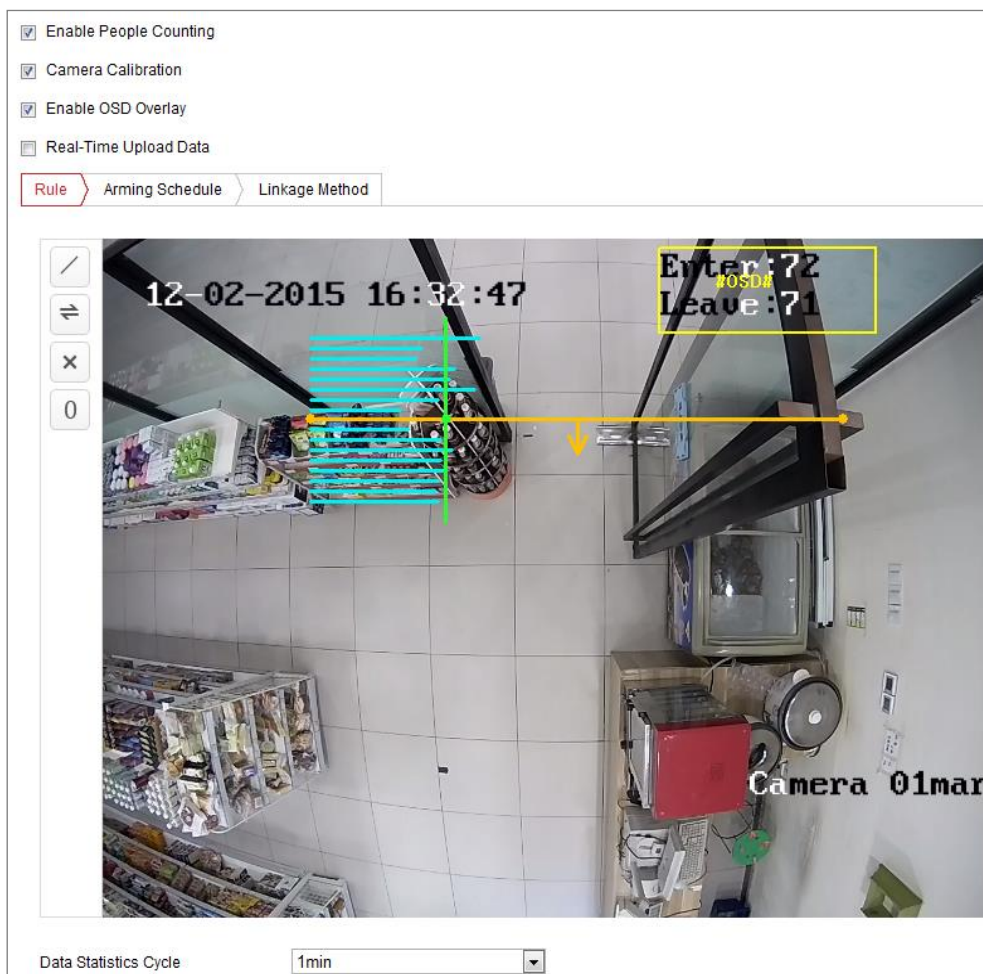 Enable People Counting
Camera Calibration
Enable OSD Overlay
Real-Time Upload Data
Rule
Arming Schedule
Linkage Method
12-02-2015 16:32:47
Enter:72
#OSD#
Leave:71
0
Camera 01mar
Data Statistics Cycle
1min